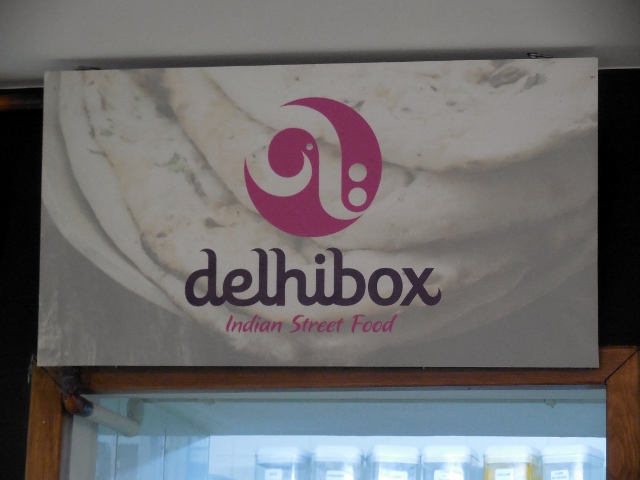 delhibox
Indian Street Food